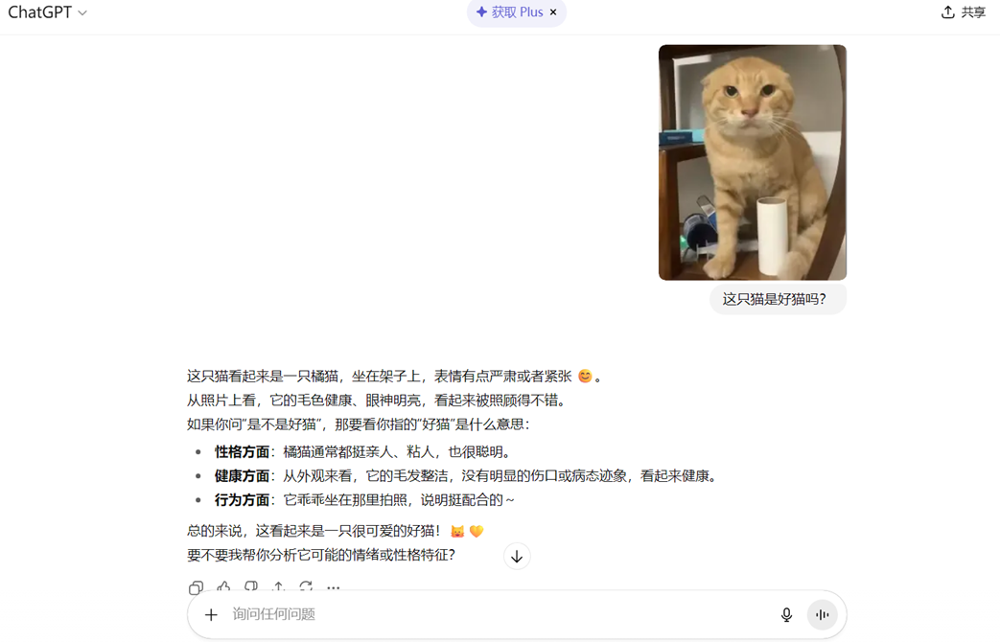 ChatGPT
获取 Plus ×
共享
这只猫是好猫吗？
这只猫看起来是一只橘猫，坐在架子上，表情有点严肃或者紧张 😊。
从照片上看，它的毛色健康、眼神明亮，看起来被照顾得不错。
如果你问“是不是好猫”，那要看你指的“好猫”是什么意思：
• 性格方面：橘猫通常都挺亲人、粘人，也很聪明。
• 健康方面：从外观来看，它的毛发整洁，没有明显的伤口或病态迹象，看起来健康。
• 行为方面：它乖乖坐在那里拍照，说明挺配合的～
总的来说，这看起来是一只很可爱的好猫！😺💛
要不要我帮你分析它可能的情绪或性格特征？
询问任何问题